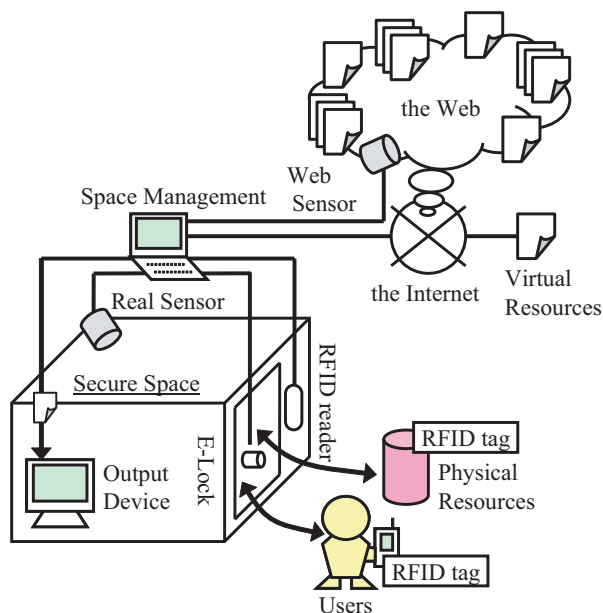 the Web
Web
Sensor
Space Management
the Internet
Virtual
Resources
Real Sensor
Secure Space
RFID reader
E-Lock
Output
Device
RFID tag
Physical
Resources
RFID tag
Users